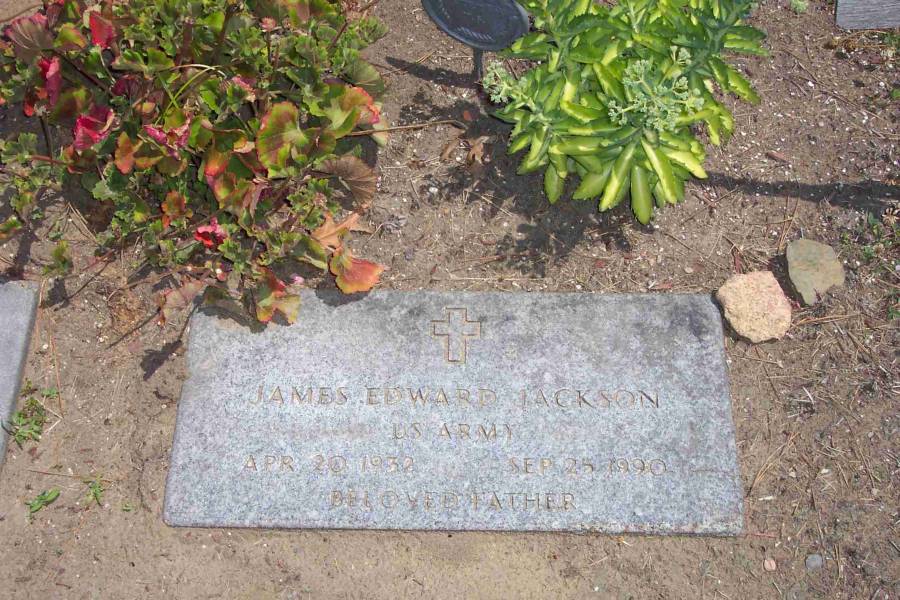 JAMES EDWARD JACKSON
US ARMY
APR 20 1932 SEP 25 1990
BELOVED FATHER